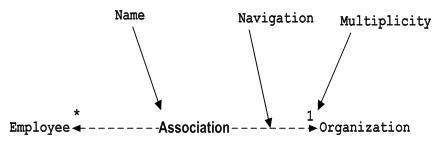 Name
Navigation
Multiplicity
* 1
Employee Association Organization